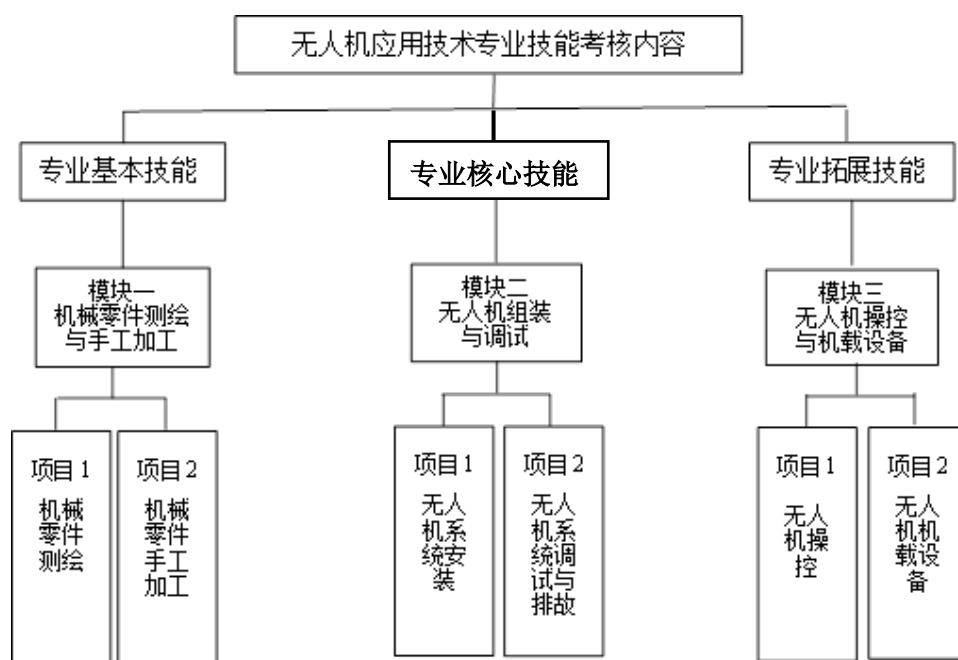 无人机应用技术专业技能考核内容
专业基本技能
专业核心技能
专业拓展技能
模块一
机械零件测绘
与手工加工
模块二
无人机组装
与调试
模块三
无人机操控
与机载设备
项目1
机械
零件
测绘
项目2
机械
零件
手工
加工
项目1
无人
机系
统安
装
项目2
无人
机系
统调
试与
排故
项目1
无人
机操
控
项目2
无人
机机
载设
备